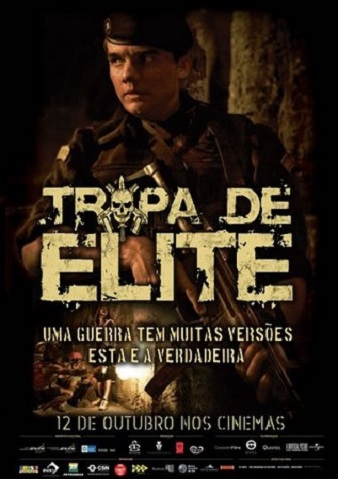 TROPA DE
ELITE
UMA GUERRA TEM MUITAS VERSÕES
ESTA É A VERDADEIRA
12 DE OUTUBRO NOS CINEMAS